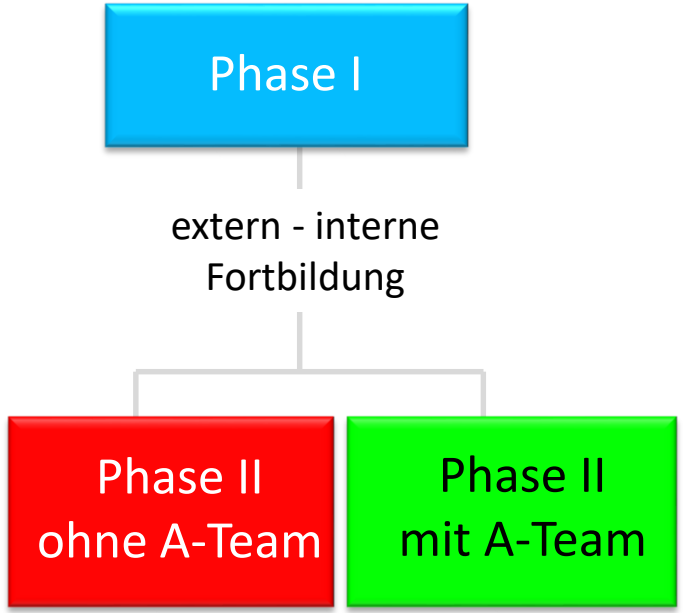 Phase I
extern - interne
Fortbildung
Phase II
ohne A-Team
Phase II
mit A-Team